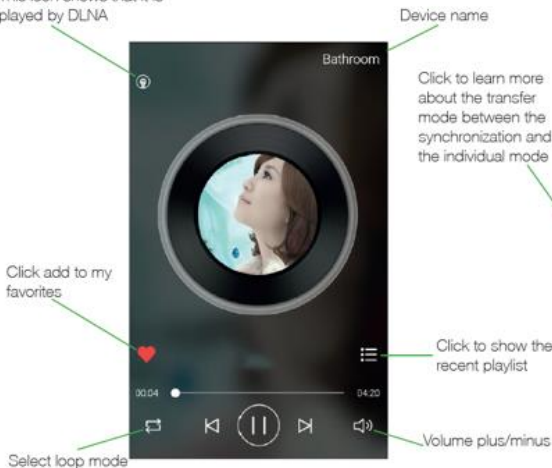 played by DLNA
Device name
Bathroom
Click to learn more
about the transfer
mode between the
synchronization and
the individual mode
Click add to my
favorites
Click to show the
recent playlist
00:04
04:20
Volume plus/minus
Select loop mode